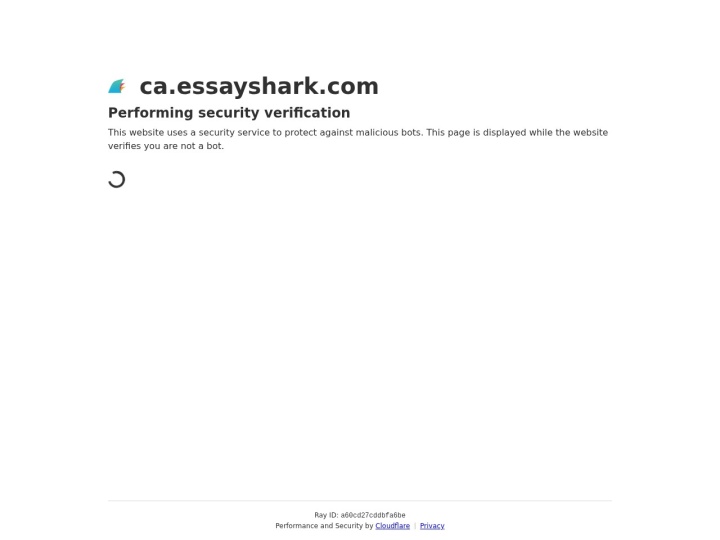 ca.essayshark.com
Performing security verification
This website uses a security service to protect against malicious bots. This page is displayed while the website
verifies you are not a bot.
Ray ID: a60cd27cddbfa6be
Performance and Security by Cloudflare | Privacy